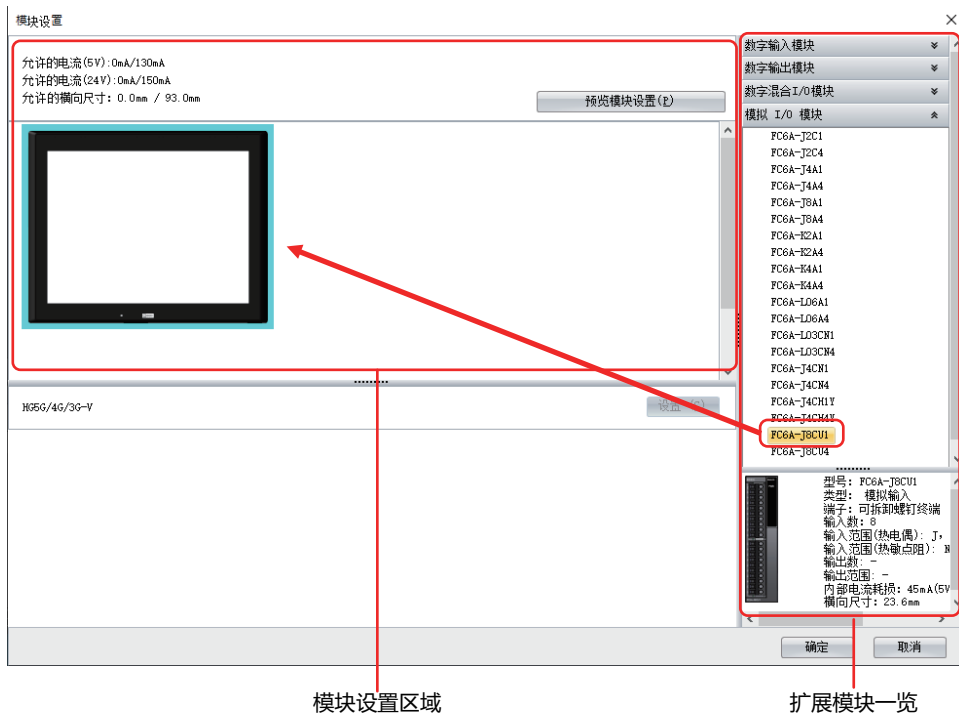 模块设置
允许的电流(5V):0mA/130mA
允许的电流(24V):0mA/150mA
允许的横向尺寸: 0.0mm / 93.0mm
预览模块设置(P)
HG5G/4G/3G-V
数字输入模块
数字输出模块
数字混合I/O模块
模拟 I/O 模块
FC6A-J2C1
FC6A-J2C4
FC6A-J4A1
FC6A-J4A4
FC6A-J8A1
FC6A-J8A4
FC6A-K2A1
FC6A-K2A4
FC6A-K4A1
FC6A-K4A4
FC6A-L06A1
FC6A-L06A4
FC6A-L03CN1
FC6A-L03CN4
FC6A-J4CN1
FC6A-J4CN4
FC6A-J4CH1Y
FC6A-J4CH4Y
FC6A-J8CU1
FC6A-J8CU4
型号: FC6A-J8CU1
类型: 模拟输入
端子: 可拆卸螺钉终端
输入数: 8
输入范围(热电偶): J,
输入范围(热敏点阻): N
输出数: -
输出范围: -
内部电流耗损: 45mA(5V
横向尺寸: 23.6mm
确定
取消
模块设置区域
扩展模块一览